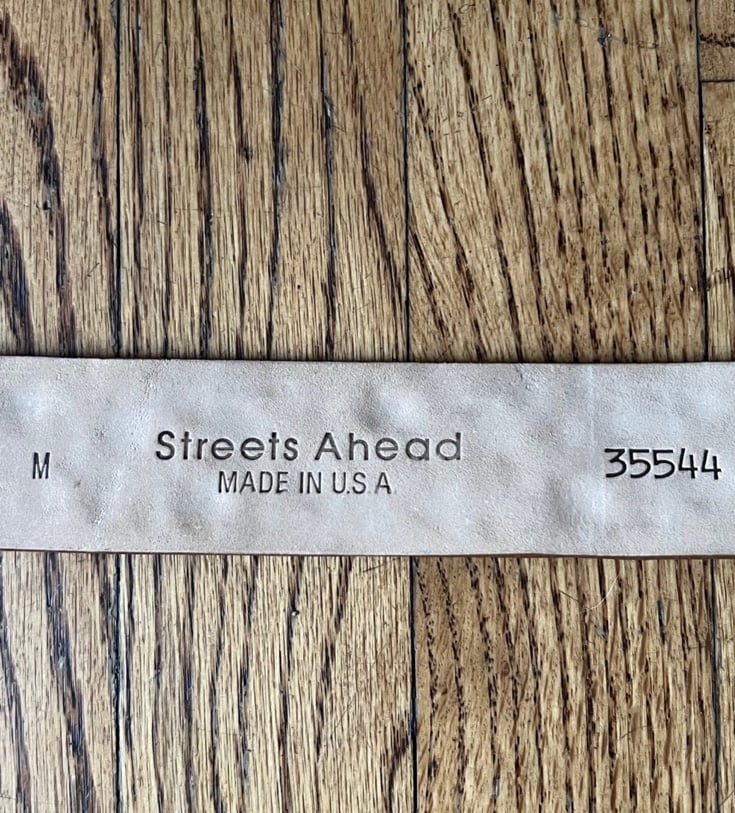 M
Streets Ahead
MADE IN U.S.A
35544